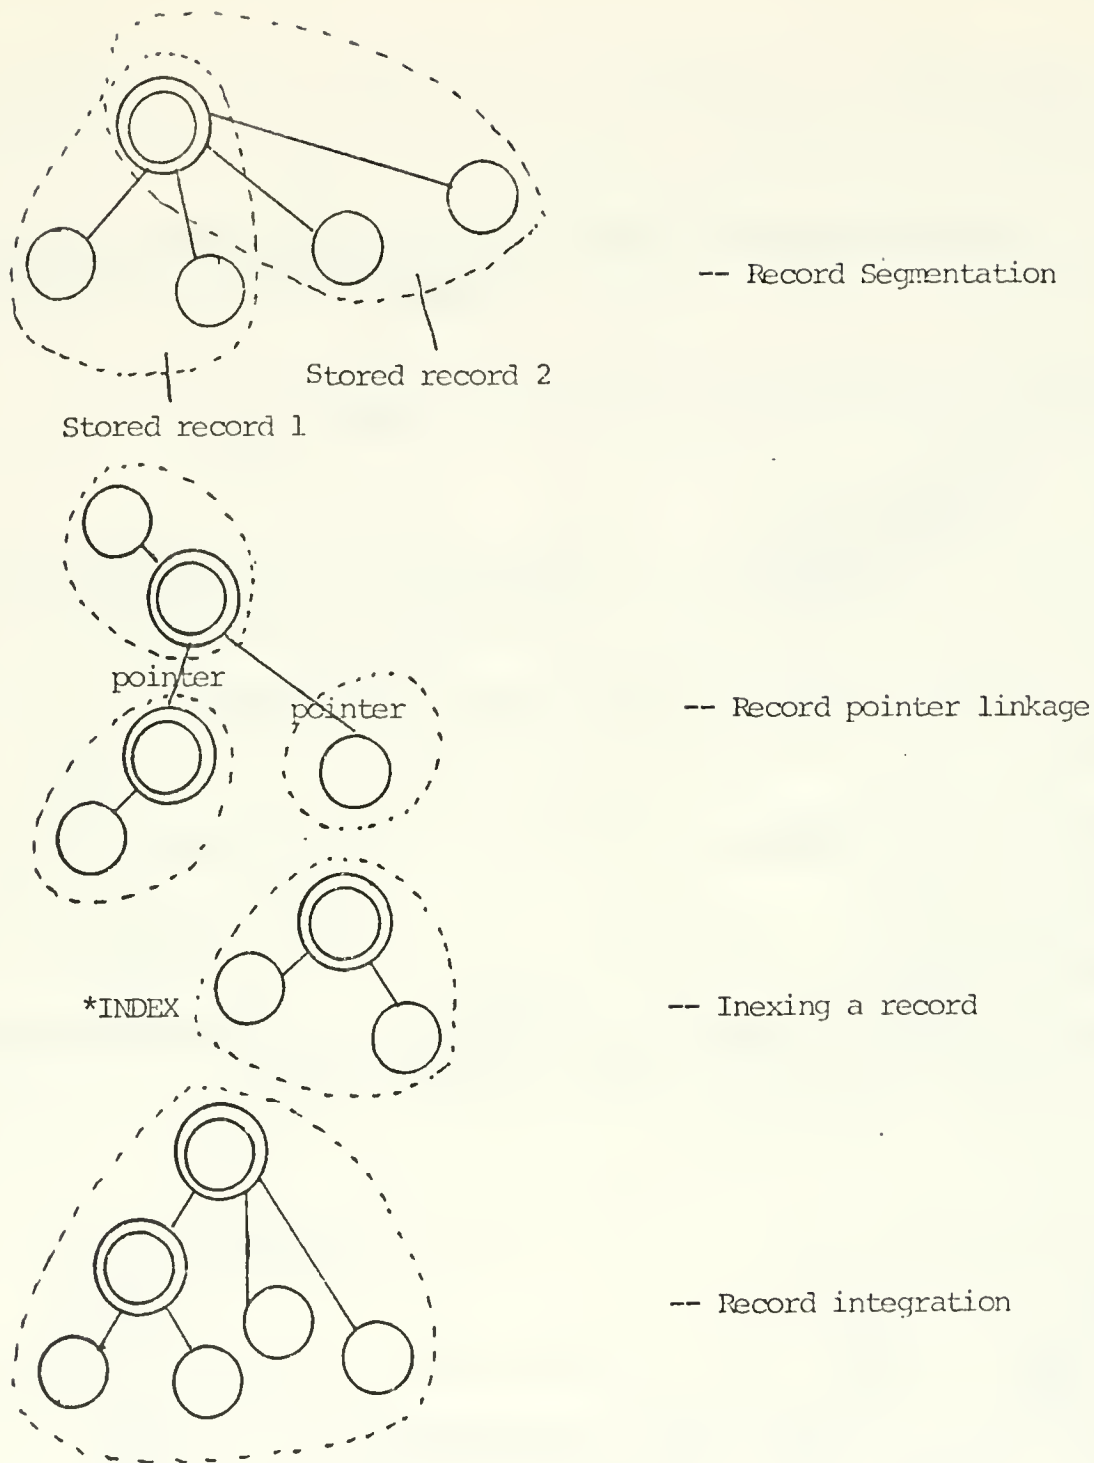 -- Record Segmentation
Stored record 2
Stored record 1
pointer
pointer
-- Record pointer linkage
*INDEX
-- Inexing a record
-- Record integration